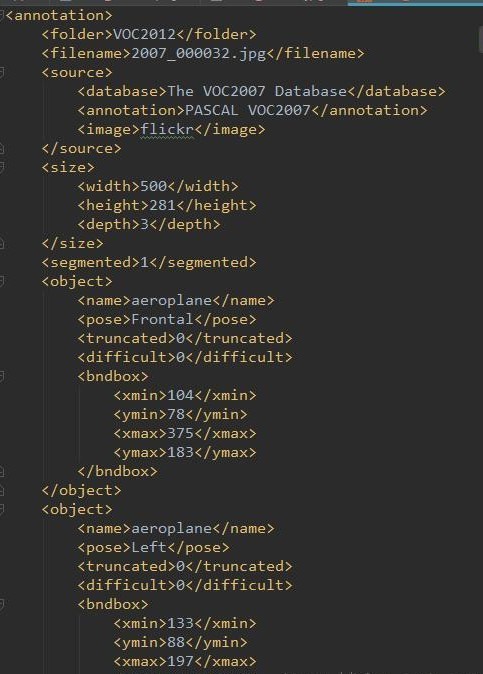 <annotation>
    <folder>VOC2012</folder>
    <filename>2007_000032.jpg</filename>
    <source>
        <database>The VOC2007 Database</database>
        <annotation>PASCAL VOC2007</annotation>
        <image>flickr</image>
    </source>
    <size>
        <width>500</width>
        <height>281</height>
        <depth>3</depth>
    </size>
    <segmented>1</segmented>
    <object>
        <name>aeroplane</name>
        <pose>Frontal</pose>
        <truncated>0</truncated>
        <difficult>0</difficult>
        <bndbox>
            <xmin>104</xmin>
            <ymin>78</ymin>
            <xmax>375</xmax>
            <ymax>183</ymax>
        </bndbox>
    </object>
    <object>
        <name>aeroplane</name>
        <pose>Left</pose>
        <truncated>0</truncated>
        <difficult>0</difficult>
        <bndbox>
            <xmin>133</xmin>
            <ymin>88</ymin>
            <xmax>197</xmax>